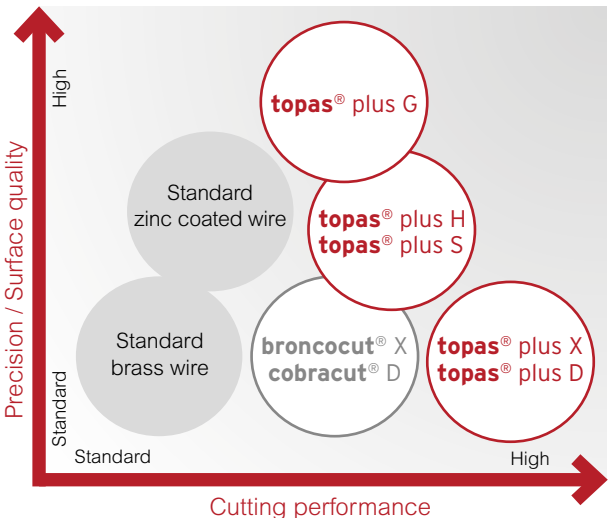 Precision / Surface quality
High
Standard
topas® plus G
Standard
zinc coated wire
topas® plus H
topas® plus S
Standard
brass wire
broncocut® X
cobracut® D
topas® plus X
topas® plus D
Standard
High
Cutting performance